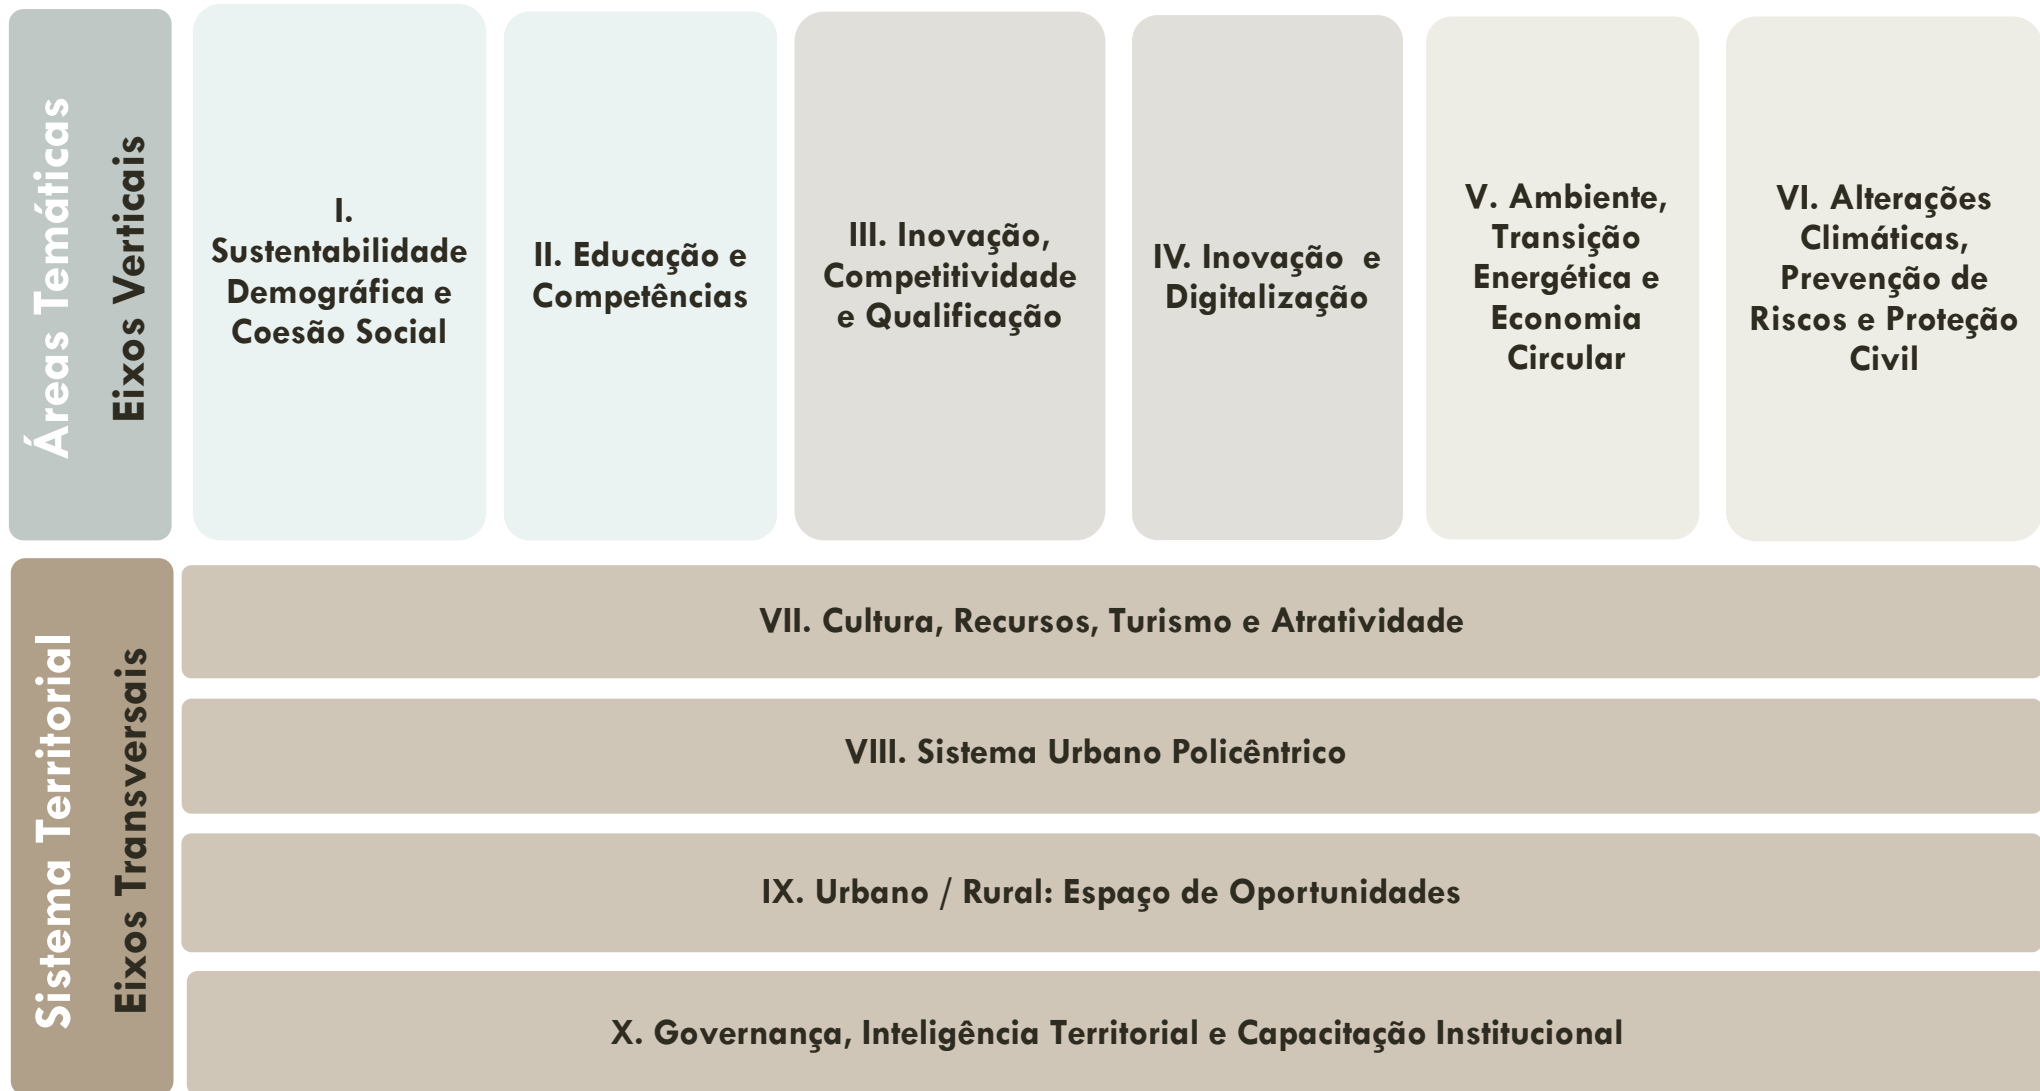 Áreas Temáticas
Eixos Verticais
I.
Sustentabilidade
Demográfica e
Coesão Social
II. Educação e
Competências
III. Inovação,
Competitividade
e Qualificação
IV. Inovação  e
Digitalização
V. Ambiente,
Transição
Energética e
Economia
Circular
VI. Alterações
Climáticas,
Prevenção de
Riscos e Proteção
Civil
Sistema Territorial
Eixos Transversais
VII. Cultura, Recursos, Turismo e Atratividade
VIII. Sistema Urbano Policêntrico
IX. Urbano / Rural: Espaço de Oportunidades
X. Governança, Inteligência Territorial e Capacitação Institucional